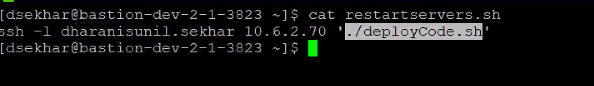 [dsekhar@bastion-dev-2-1-3823 ~]$ cat restartservers.sh
ssh -l dharanisunil.sekhar 10.6.2.70 './deployCode.sh'
[dsekhar@bastion-dev-2-1-3823 ~]$